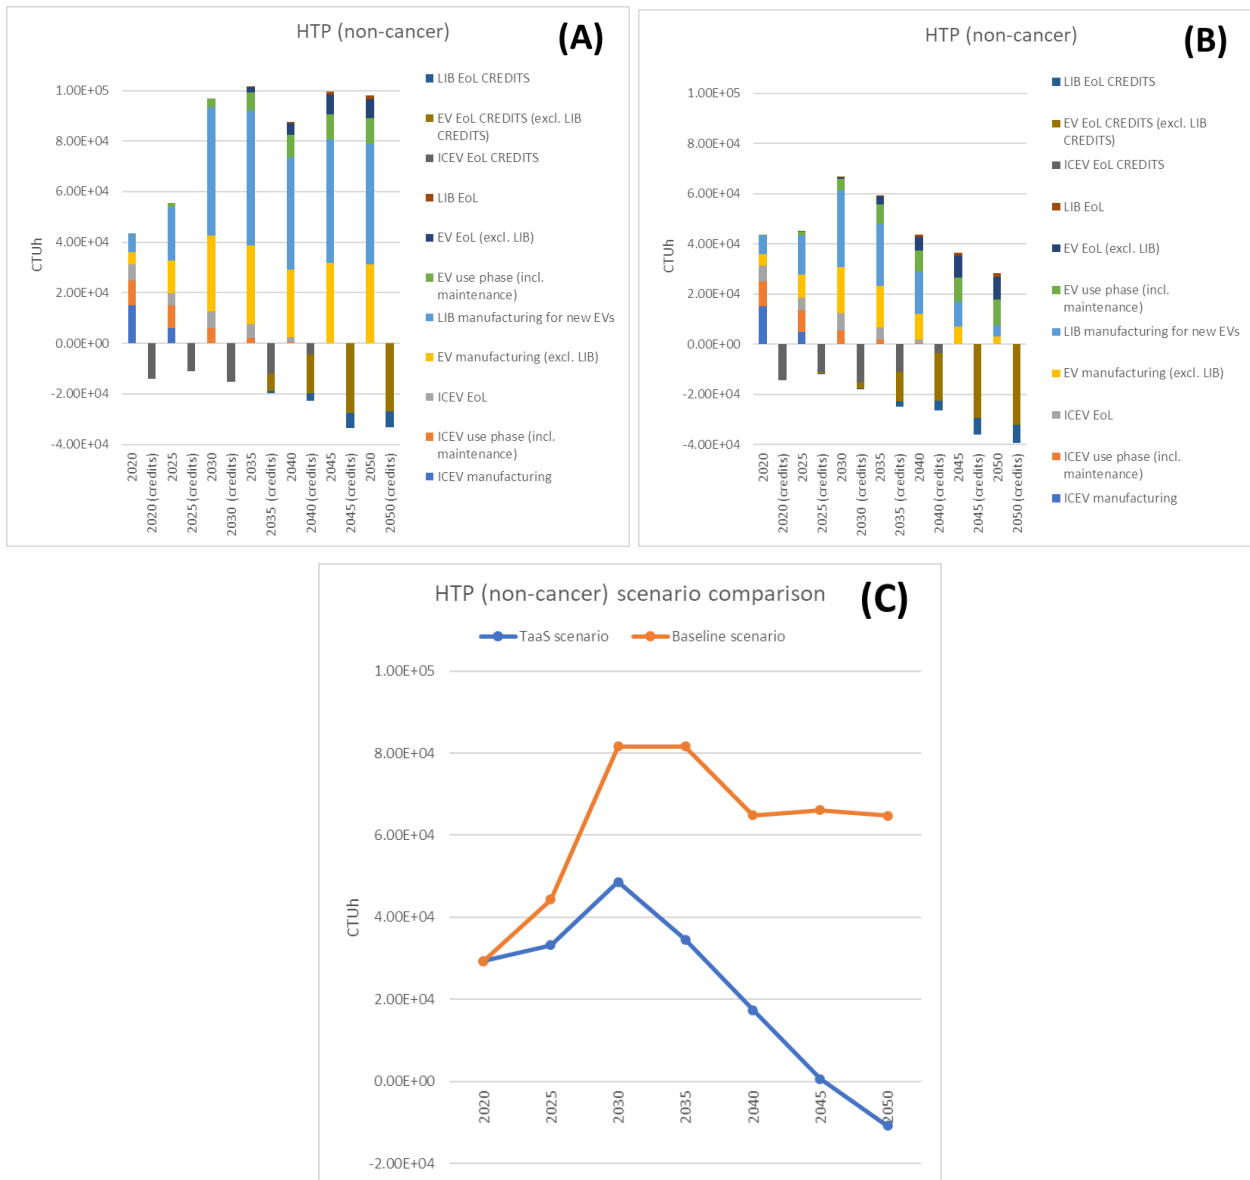 HTP (non-cancer)
(A)
1.00E+05
8.00E+04
6.00E+04
4.00E+04
2.00E+04
0.00E+00
-2.00E+04
-4.00E+04
CTUh
2020
2020 (credits)
2025
2025 (credits)
2030
2030 (credits)
2035
2035 (credits)
2040
2040 (credits)
2045
2045 (credits)
2050
2050 (credits)
LIB EoL CREDITS
EV EoL CREDITS (excl. LIB
CREDITS)
ICEV EoL CREDITS
LIB EoL
EV EoL (excl. LIB)
EV use phase (incl.
maintenance)
LIB manufacturing for new EVs
EV manufacturing (excl. LIB)
ICEV EoL
ICEV use phase (incl.
maintenance)
ICEV manufacturing
HTP (non-cancer)
(B)
1.00E+05
8.00E+04
6.00E+04
4.00E+04
2.00E+04
0.00E+00
-2.00E+04
-4.00E+04
CTUh
2020
2020 (credits)
2025
2025 (credits)
2030
2030 (credits)
2035
2035 (credits)
2040
2040 (credits)
2045
2045 (credits)
2050
2050 (credits)
LIB EoL CREDITS
EV EoL CREDITS (excl. LIB
CREDITS)
ICEV EoL CREDITS
LIB EoL
EV EoL (excl. LIB)
EV use phase (incl.
maintenance)
LIB manufacturing for new EVs
EV manufacturing (excl. LIB)
ICEV EoL
ICEV use phase (incl.
maintenance)
ICEV manufacturing
HTP (non-cancer) scenario comparison
(C)
TaaS scenario
Baseline scenario
1.00E+05
8.00E+04
6.00E+04
4.00E+04
2.00E+04
0.00E+00
-2.00E+04
CTUh
2020
2025
2030
2035
2040
2045
2050